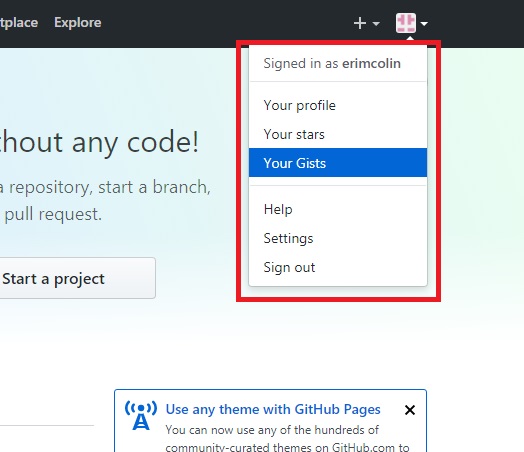 tplace Explore
Signed in as erimcolin
Your profile
Your stars
Your Gists
Help
Settings
Sign out
thout any code!
a repository, start a branch,
pull request.
Start a project
Use any theme with GitHub Pages
You can now use any of the hundreds of
community-curated themes on GitHub.com to